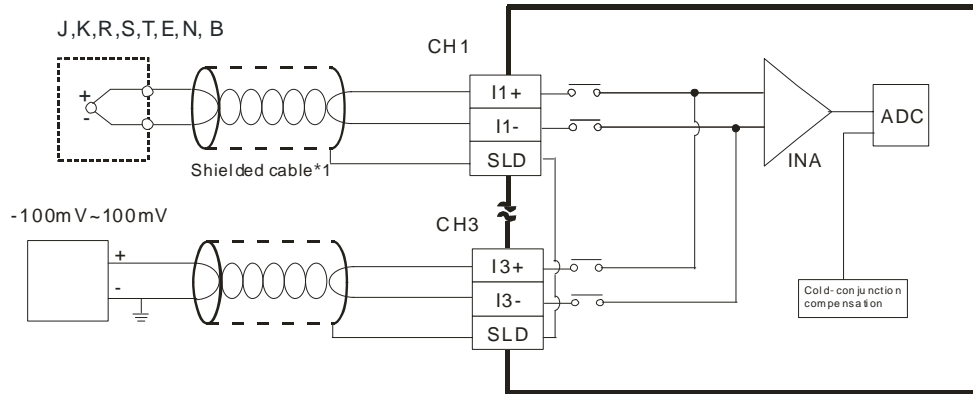 J,K,R,S,T,E,N, B
CH1
+
-
I1+
I1-
SLD
Shielded cable*1
INA
ADC
-100mV~100mV
CH3
+
-
I3+
I3-
SLD
Cold-conjunction
compensation